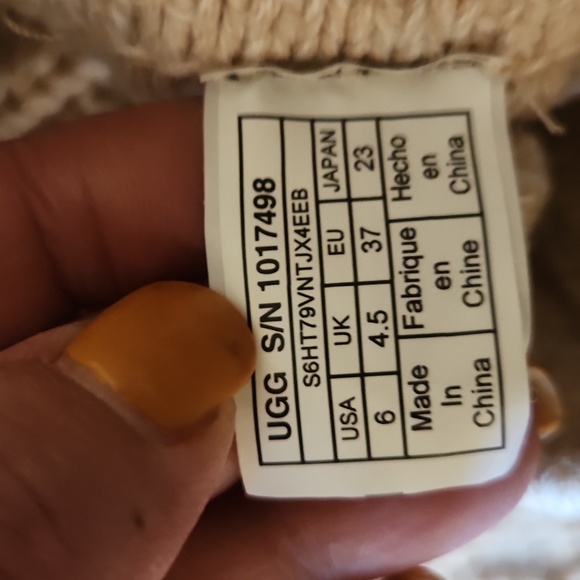 UGG S/N 1017498
S6HT79VNTJX4EEB
USA UK EU JAPAN
6 4.5 37 23
Made In China
Fabrique en Chine
Hecho en China